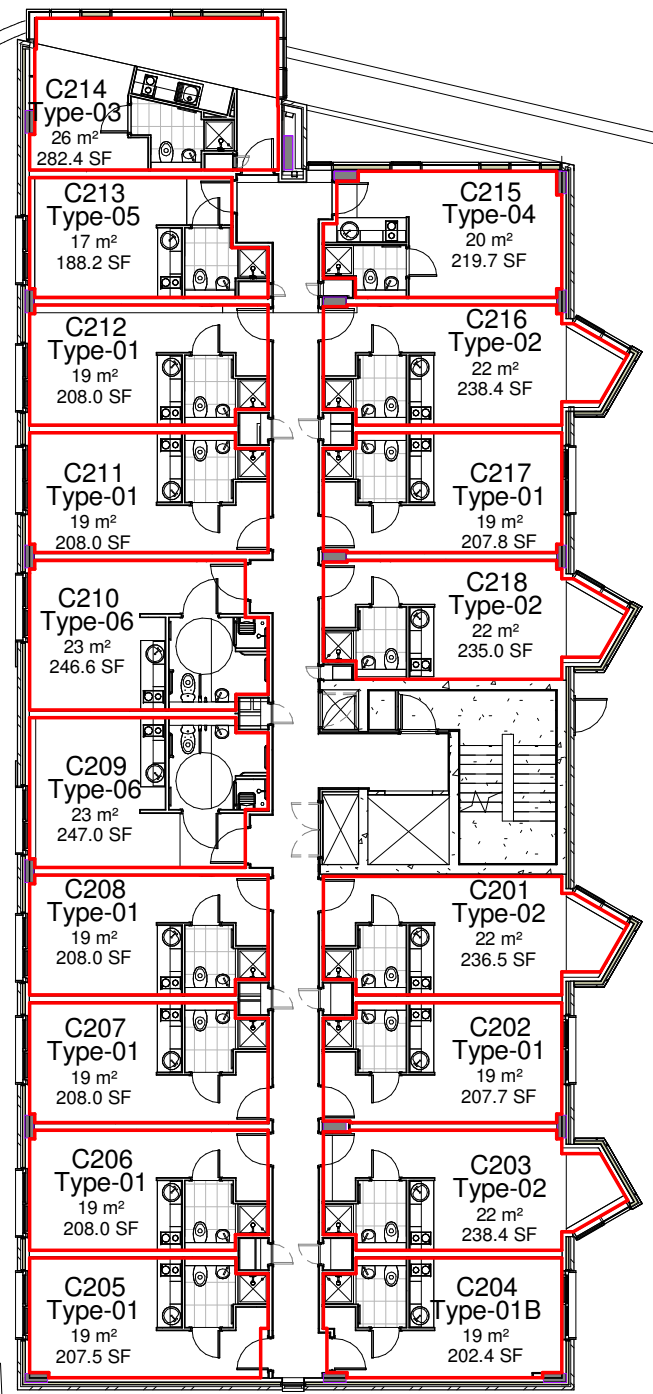 C214
Type-03
26 m²
282.4 SF
C213
Type-05
17 m²
188.2 SF
C215
Type-04
20 m²
219.7 SF
C212
Type-01
19 m²
208.0 SF
C216
Type-02
22 m²
238.4 SF
C211
Type-01
19 m²
208.0 SF
C217
Type-01
19 m²
207.8 SF
C210
Type-06
23 m²
246.6 SF
C218
Type-02
22 m²
235.0 SF
C209
Type-06
23 m²
247.0 SF
C208
Type-01
19 m²
208.0 SF
C201
Type-02
22 m²
236.5 SF
C207
Type-01
19 m²
208.0 SF
C202
Type-01
19 m²
207.7 SF
C206
Type-01
19 m²
208.0 SF
C203
Type-02
22 m²
238.4 SF
C205
Type-01
19 m²
207.5 SF
C204
Type-01B
19 m²
202.4 SF